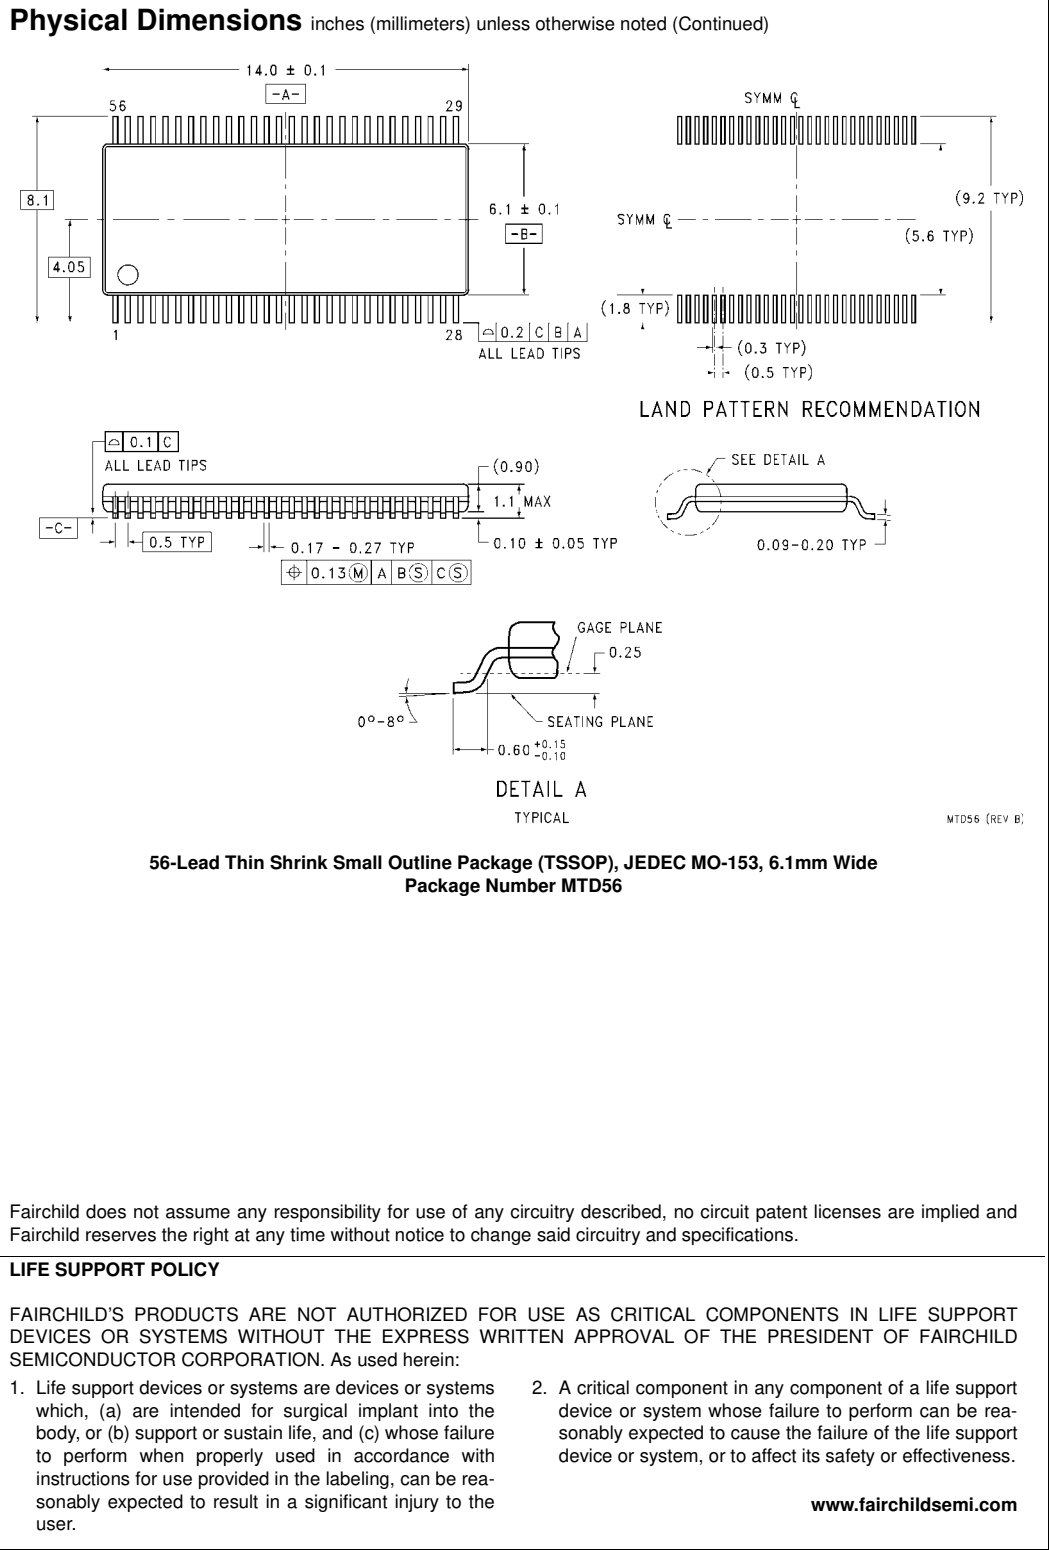 Physical Dimensions inches (millimeters) unless otherwise noted (Continued)
14.0 ± 0.1
-A-
56
29
8.1
4.05
6.1 ± 0.1
-B-
1
28
⌓ 0.2 C B A
ALL LEAD TIPS
SYMM ℄
SYMM ℄
(9.2 TYP)
(5.6 TYP)
(1.8 TYP)
(0.3 TYP)
(0.5 TYP)
LAND PATTERN RECOMMENDATION
⌓ 0.1 C
ALL LEAD TIPS
-C-
0.5 TYP
0.17 - 0.27 TYP
⌖ 0.13 Ⓜ A B Ⓢ C Ⓢ
(0.90)
1.1 MAX
0.10 ± 0.05 TYP
SEE DETAIL A
0.09-0.20 TYP
GAGE PLANE
0.25
0°-8°
SEATING PLANE
0.60 +0.15 -0.10
DETAIL A
TYPICAL
MTD56 (REV B)
56-Lead Thin Shrink Small Outline Package (TSSOP), JEDEC MO-153, 6.1mm Wide
Package Number MTD56
Fairchild does not assume any responsibility for use of any circuitry described, no circuit patent licenses are implied and
Fairchild reserves the right at any time without notice to change said circuitry and specifications.
LIFE SUPPORT POLICY
FAIRCHILD'S PRODUCTS ARE NOT AUTHORIZED FOR USE AS CRITICAL COMPONENTS IN LIFE SUPPORT
DEVICES OR SYSTEMS WITHOUT THE EXPRESS WRITTEN APPROVAL OF THE PRESIDENT OF FAIRCHILD
SEMICONDUCTOR CORPORATION. As used herein:
1. Life support devices or systems are devices or systems
which, (a) are intended for surgical implant into the
body, or (b) support or sustain life, and (c) whose failure
to perform when properly used in accordance with
instructions for use provided in the labeling, can be rea-
sonably expected to result in a significant injury to the
user.
2. A critical component in any component of a life support
device or system whose failure to perform can be rea-
sonably expected to cause the failure of the life support
device or system, or to affect its safety or effectiveness.
www.fairchildsemi.com